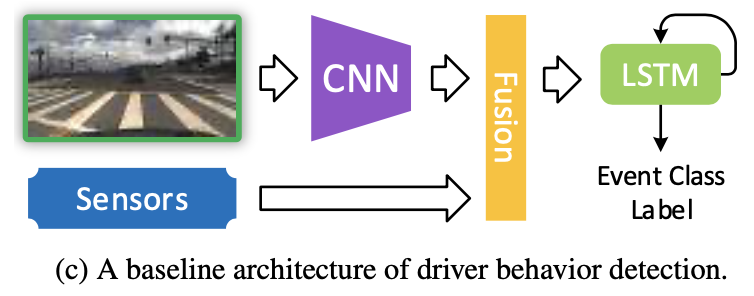 CNN
Fusion
LSTM
Sensors
Event Class
Label
(c) A baseline architecture of driver behavior detection.